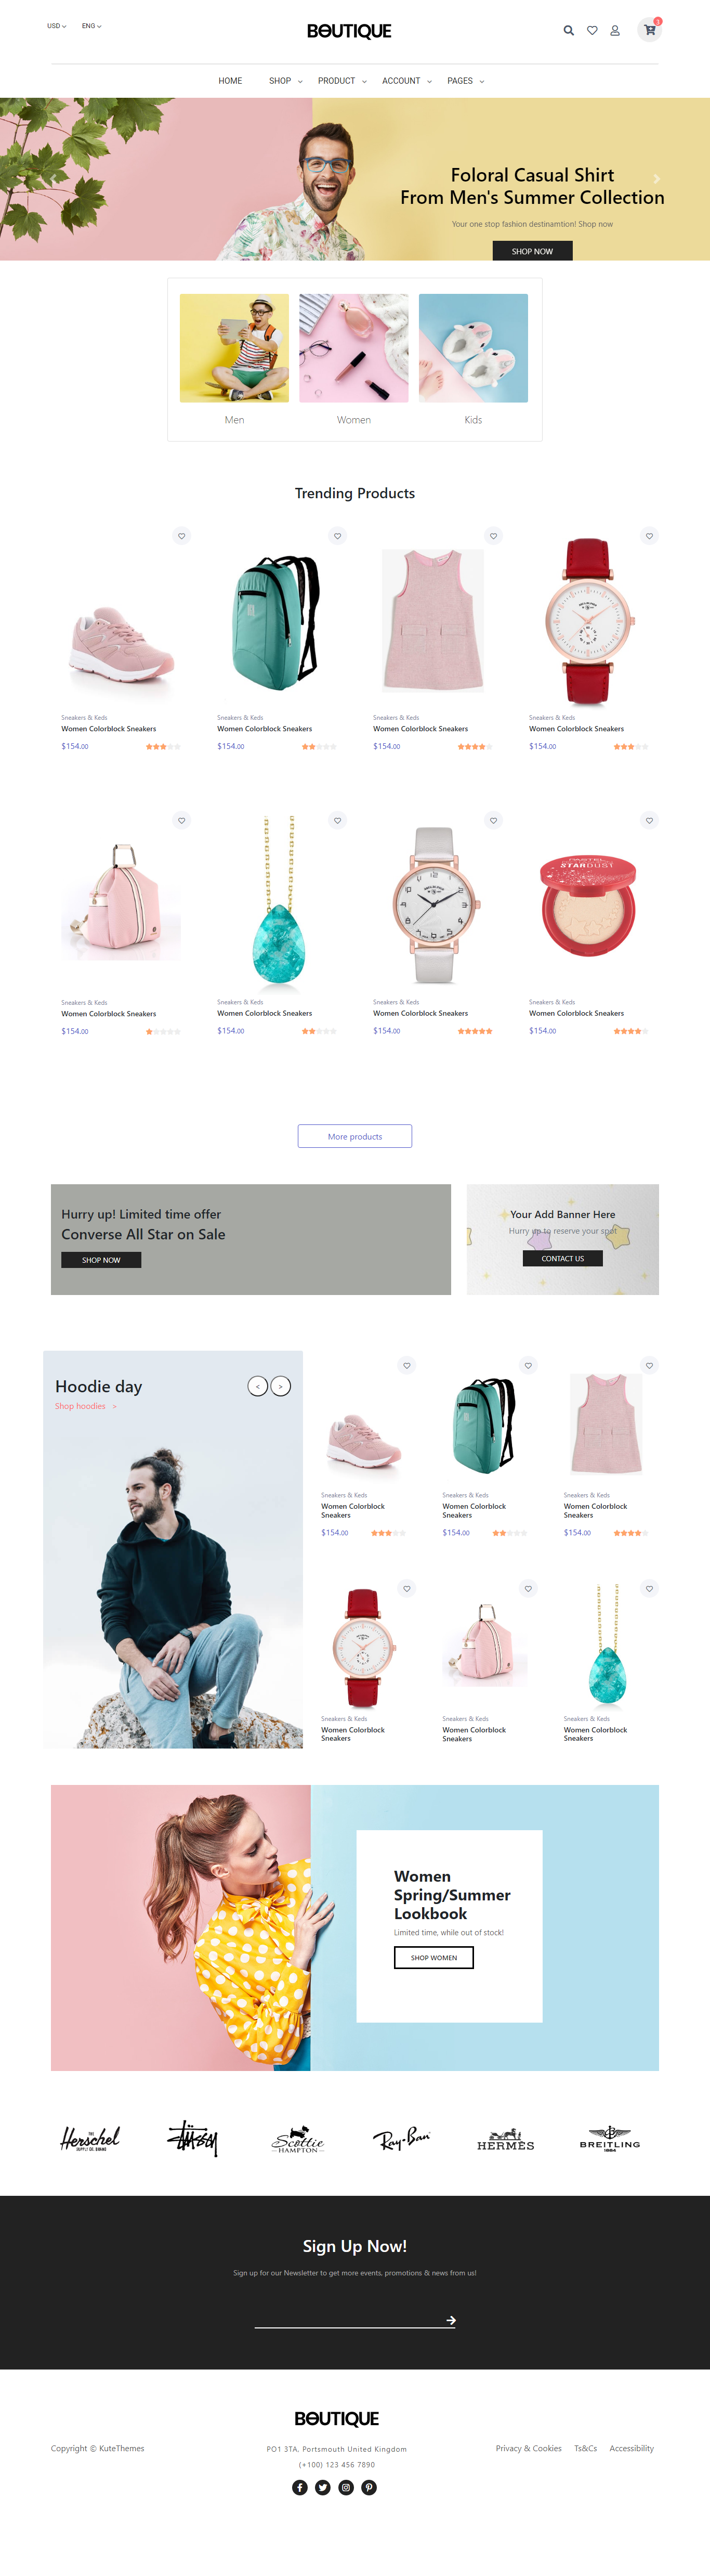 USD
ENG
BOUTIQUE
3
HOME
SHOP
PRODUCT
ACCOUNT
PAGES
Foloral Casual Shirt
From Men's Summer Collection
Your one stop fashion destinamtion! Shop now
SHOP NOW
Men
Women
Kids
Trending Products
Sneakers & Keds
Women Colorblock Sneakers
$154.00
Sneakers & Keds
Women Colorblock Sneakers
$154.00
Sneakers & Keds
Women Colorblock Sneakers
$154.00
Sneakers & Keds
Women Colorblock Sneakers
$154.00
PASTEL
STARDUST
Sneakers & Keds
Women Colorblock Sneakers
$154.00
Sneakers & Keds
Women Colorblock Sneakers
$154.00
Sneakers & Keds
Women Colorblock Sneakers
$154.00
Sneakers & Keds
Women Colorblock Sneakers
$154.00
More products
Hurry up! Limited time offer
Converse All Star on Sale
SHOP NOW
Your Add Banner Here
Hurry up to reserve your spot
CONTACT US
Hoodie day
< >
Shop hoodies >
Sneakers & Keds
Women Colorblock
Sneakers
$154.00
Sneakers & Keds
Women Colorblock
Sneakers
$154.00
Sneakers & Keds
Women Colorblock
Sneakers
$154.00
Sneakers & Keds
Women Colorblock
Sneakers
Sneakers & Keds
Women Colorblock
Sneakers
Sneakers & Keds
Women Colorblock
Sneakers
Women
Spring/Summer
Lookbook
Limited time, while out of stock!
SHOP WOMEN
THE
Herschel
SUPPLY CO. BRAND
STÜSSY
Scottie
HAMPTON
Ray-Ban
HERMÈS
BREITLING
1884
Sign Up Now!
Sign up for our Newsletter to get more events, promotions & news from us!
BOUTIQUE
Copyright © KuteThemes
PO1 3TA, Portsmouth United Kingdom
(+100) 123 456 7890
Privacy & Cookies
Ts&Cs
Accessibility